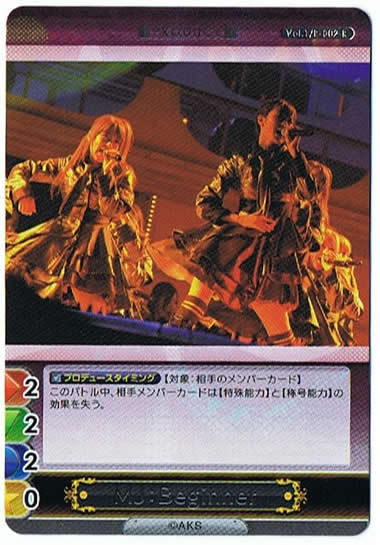 PRODUCE
Vol.1/P-002 R
プロデュースタイミング 【対象：相手のメンバーカード】
このバトル中、相手メンバーカードは【特殊能力】と【称号能力】の
効果を失う。
2
2
2
0
M01:Beginner
©AKS